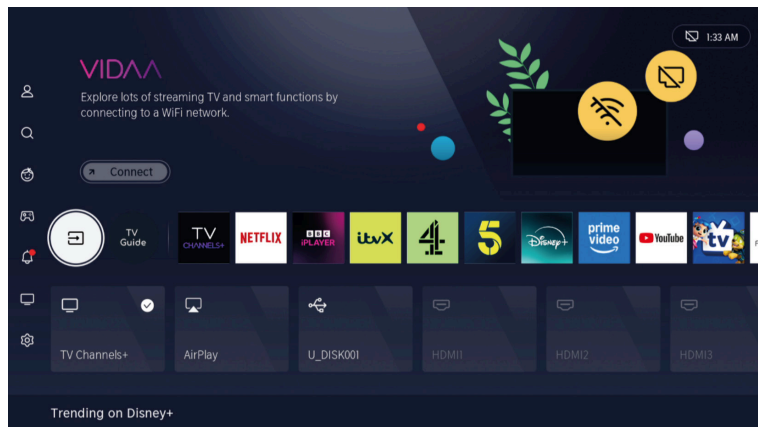 1:33 AM
VIDAA
Explore lots of streaming TV and smart functions by
connecting to a WiFi network.
Connect
TV
Guide
TV
CHANNELS+
NETFLIX
BBC
iPLAYER
itvX
4
5
Disney+
prime
video
YouTube
tv
TV Channels+
AirPlay
U_DISK001
HDMI1
HDMI2
HDMI3
Trending on Disney+